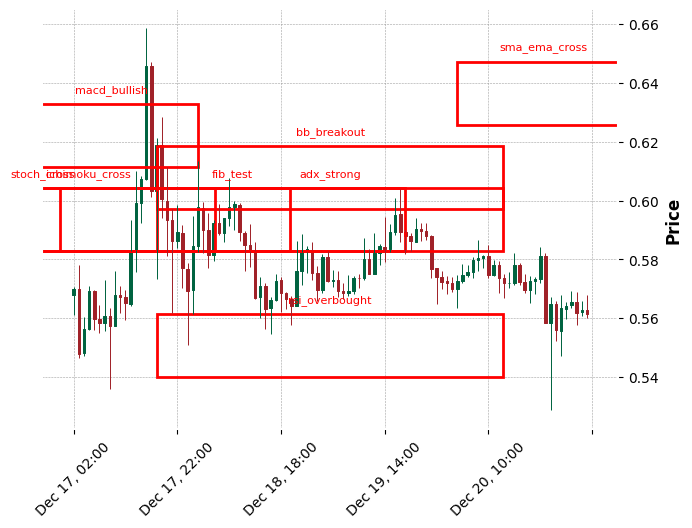 0.66
sma_ema_cross
0.64
macd_bullish
bb_breakout
0.62
stoch_cross
ichimoku_cross
fib_test
adx_strong
0.60
Price
0.58
rsi_overbought
0.56
0.54
Dec 17, 02:00
Dec 17, 22:00
Dec 18, 18:00
Dec 19, 14:00
Dec 20, 10:00